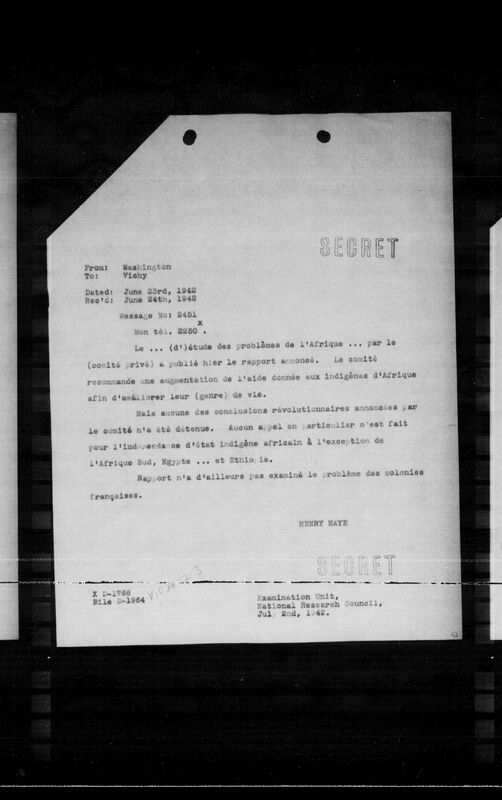 SECRET
From: Washington
To: Vichy
Dated: June 23rd, 1942
Rec'd: June 24th, 1942
Message No: 2451
x
Mon tél. 2250 .
Le ... (d')étude des problèmes de l'Afrique ... par le
(comité privé) a publié hier le rapport annoncé. Le comité
recommande une augmentation de l'aide donnée aux indigènes d'Afrique
afin d'améliorer leur (genre) de vie.
Mais aucune des conclusions révolutionnaires annoncées par
le comité n'a été détenue. Aucun appel en particulier n'est fait
pour l'indépendance d'état indigène africain à l'exception de
l'Afrique Sud, Egypte ... et Ethiopie.
Rapport n'a d'ailleurs pas examiné le problème des colonies
françaises.
HENRY HAYE
SECRET
X D-1768
File D-1954
Examination Unit,
National Research Council,
July 2nd, 1942.